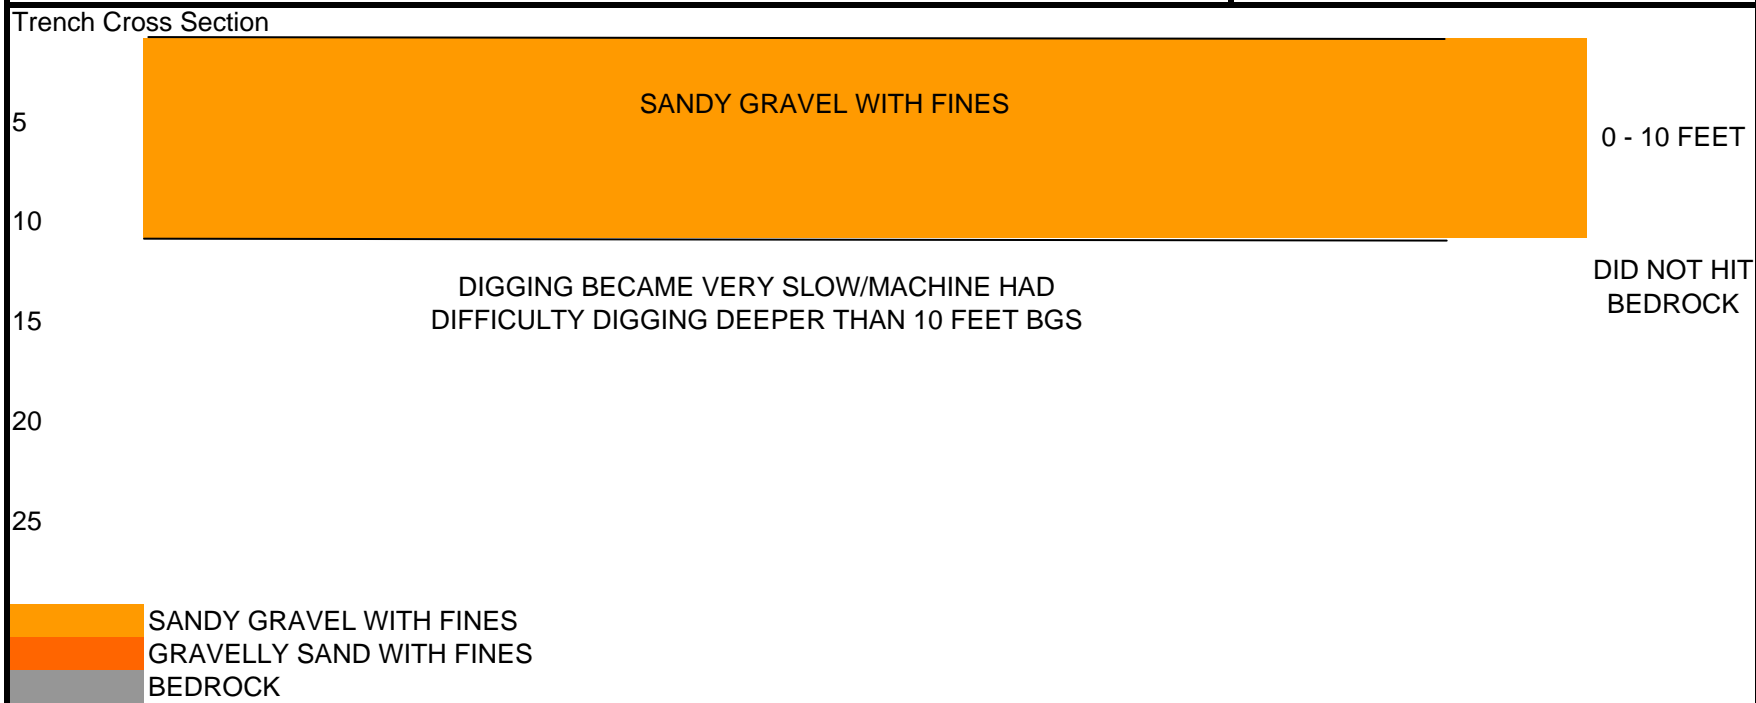 Trench Cross Section
SANDY GRAVEL WITH FINES
5
0 - 10 FEET
10
DID NOT HIT
BEDROCK
DIGGING BECAME VERY SLOW/MACHINE HAD
DIFFICULTY DIGGING DEEPER THAN 10 FEET BGS
15
20
25
SANDY GRAVEL WITH FINES
GRAVELLY SAND WITH FINES
BEDROCK